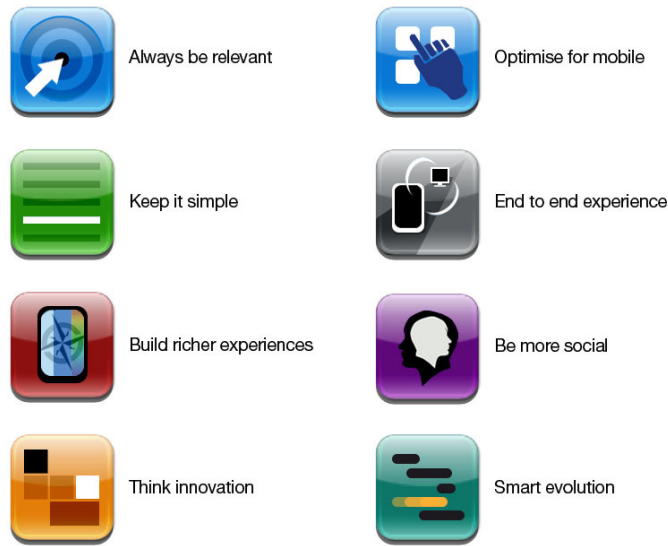 Always be relevant
Optimise for mobile
Keep it simple
End to end experience
Build richer experiences
Be more social
Think innovation
Smart evolution